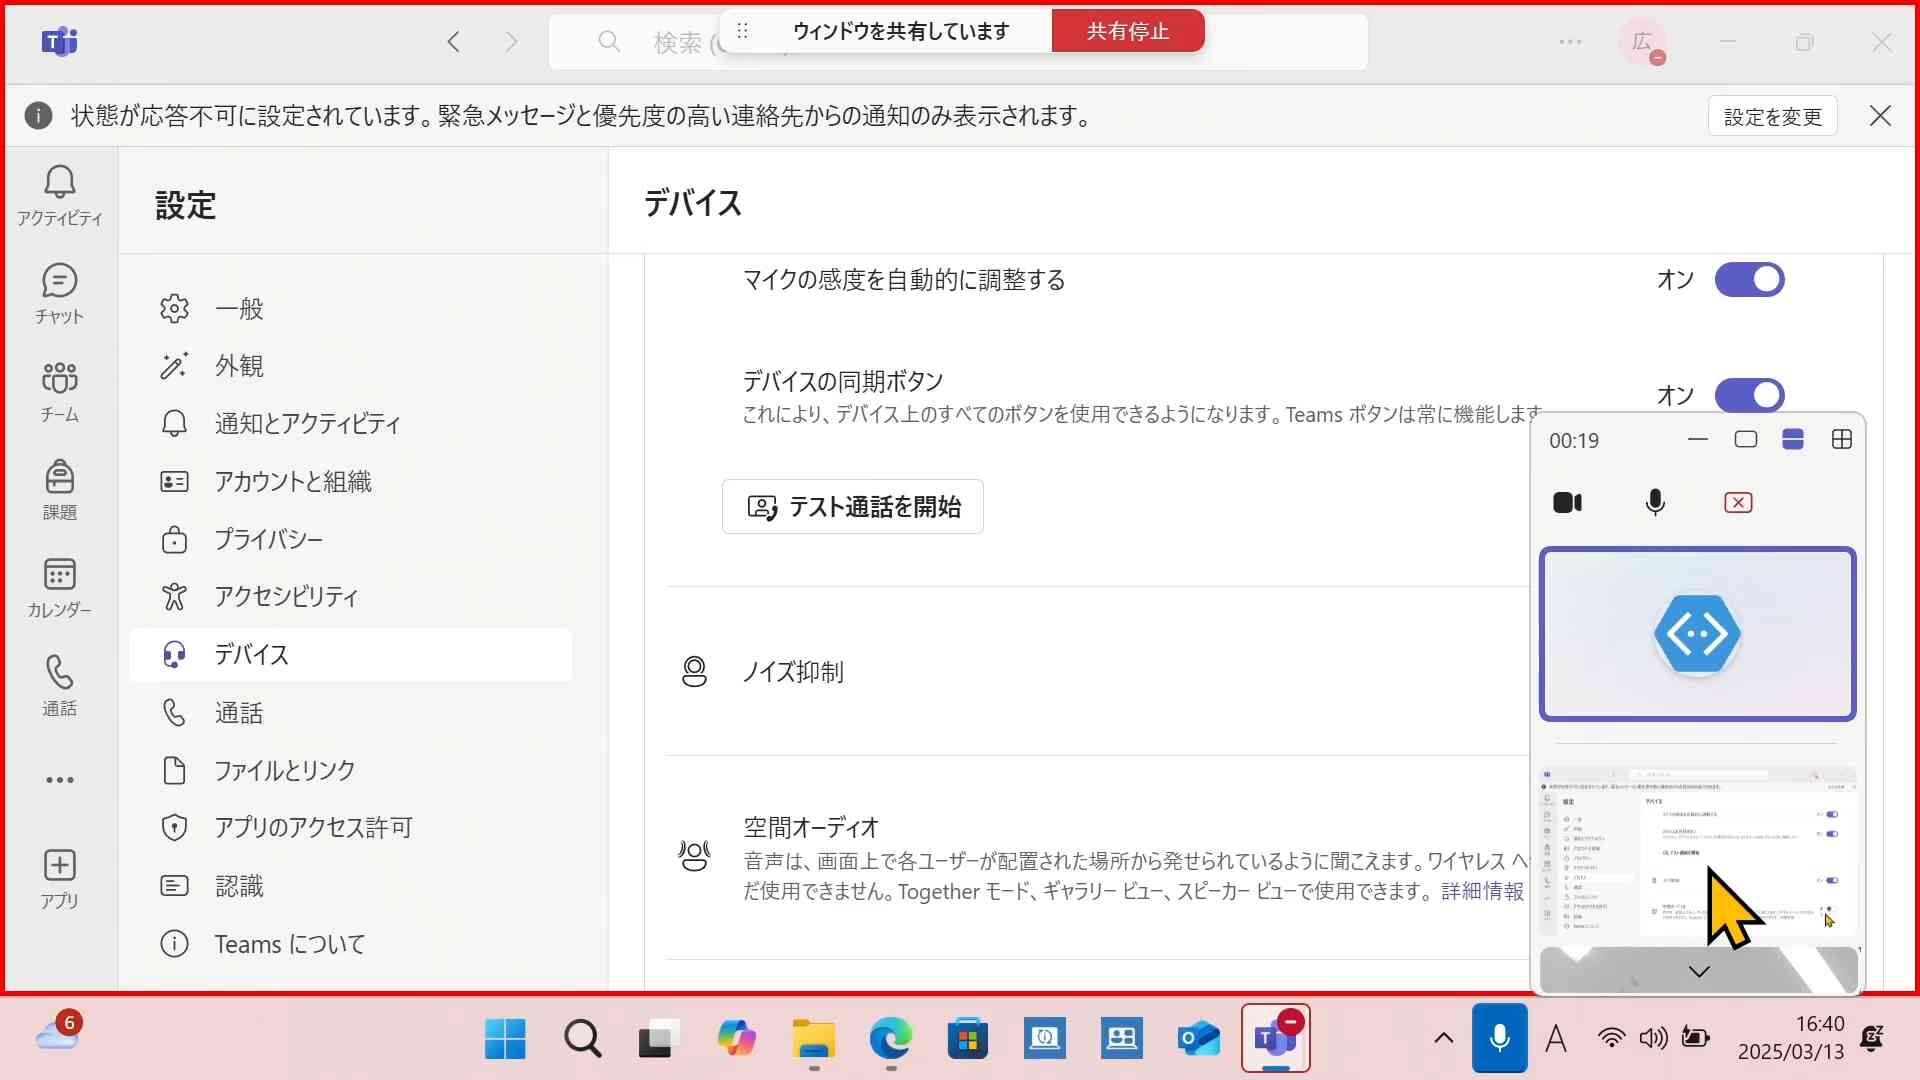 検索 (
ウィンドウを共有しています
共有停止
広
状態が応答不可に設定されています。緊急メッセージと優先度の高い連絡先からの通知のみ表示されます。
設定を変更
アクティビティ
チャット
チーム
課題
カレンダー
通話
アプリ
設定
一般
外観
通知とアクティビティ
アカウントと組織
プライバシー
アクセシビリティ
デバイス
通話
ファイルとリンク
アプリのアクセス許可
認識
Teams について
デバイス
マイクの感度を自動的に調整する
オン
デバイスの同期ボタン
オン
これにより、デバイス上のすべてのボタンを使用できるようになります。Teams ボタンは常に機能します
テスト通話を開始
ノイズ抑制
空間オーディオ
音声は、画面上で各ユーザーが配置された場所から発せられているように聞こえます。ワイヤレス ヘ
だ使用できません。Together モード、ギャラリー ビュー、スピーカー ビューで使用できます。 詳細情報
00:19
6
A
16:40
2025/03/13